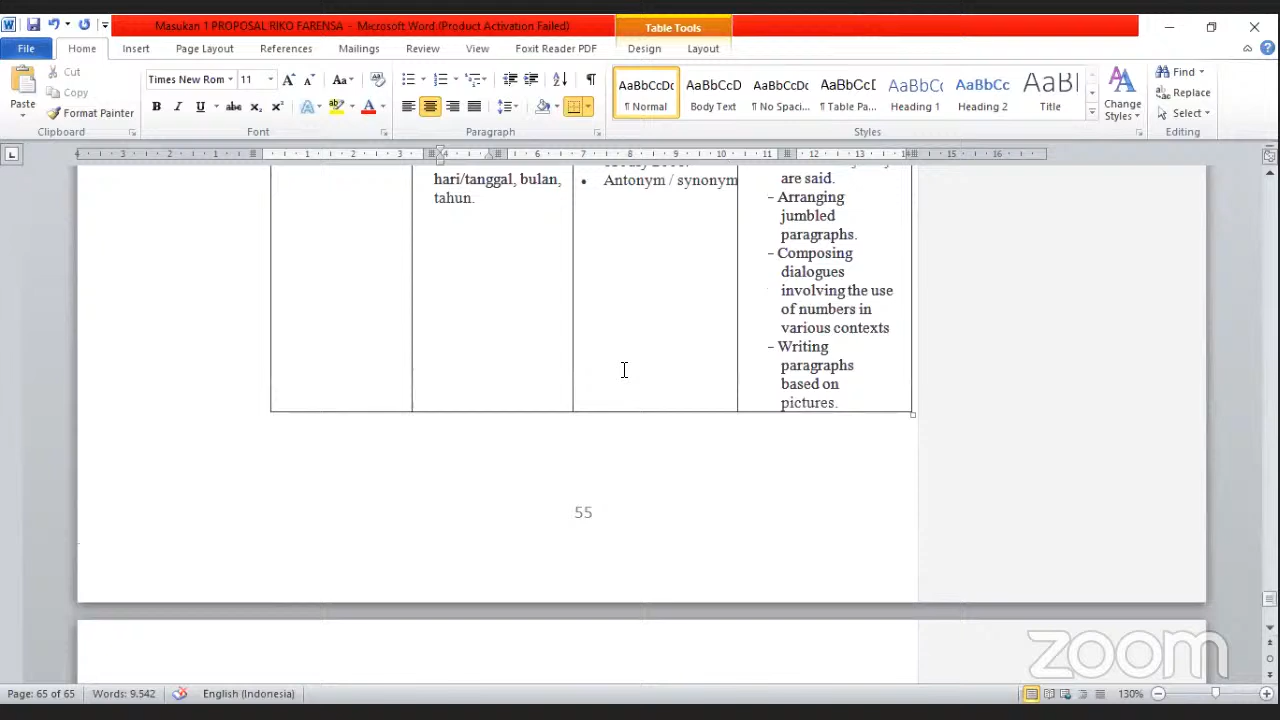 Masukan 1 PROPOSAL RIKO FARENSA - Microsoft Word (Product Activation Failed)
Table Tools
File Home Insert Page Layout References Mailings Review View Foxit Reader PDF Design Layout
Paste
Cut
Copy
Format Painter
Clipboard
Times New Rom 11
Font
Paragraph
AaBbCcDc AaBbCcD AaBbCcDc AaBbCcD AaBbC AaBbCc AaBI
¶ Normal Body Text ¶ No Spaci... ¶ Table Pa... Heading 1 Heading 2 Title
Change Styles
Styles
Find
Replace
Select
Editing
hari/tanggal, bulan,
tahun.
• Antonym / synonym
are said.
– Arranging
jumbled
paragraphs.
– Composing
dialogues
involving the use
of numbers in
various contexts
– Writing
paragraphs
based on
pictures.
55
zoom
Page: 65 of 65 Words: 9.542 English (Indonesia) 130%